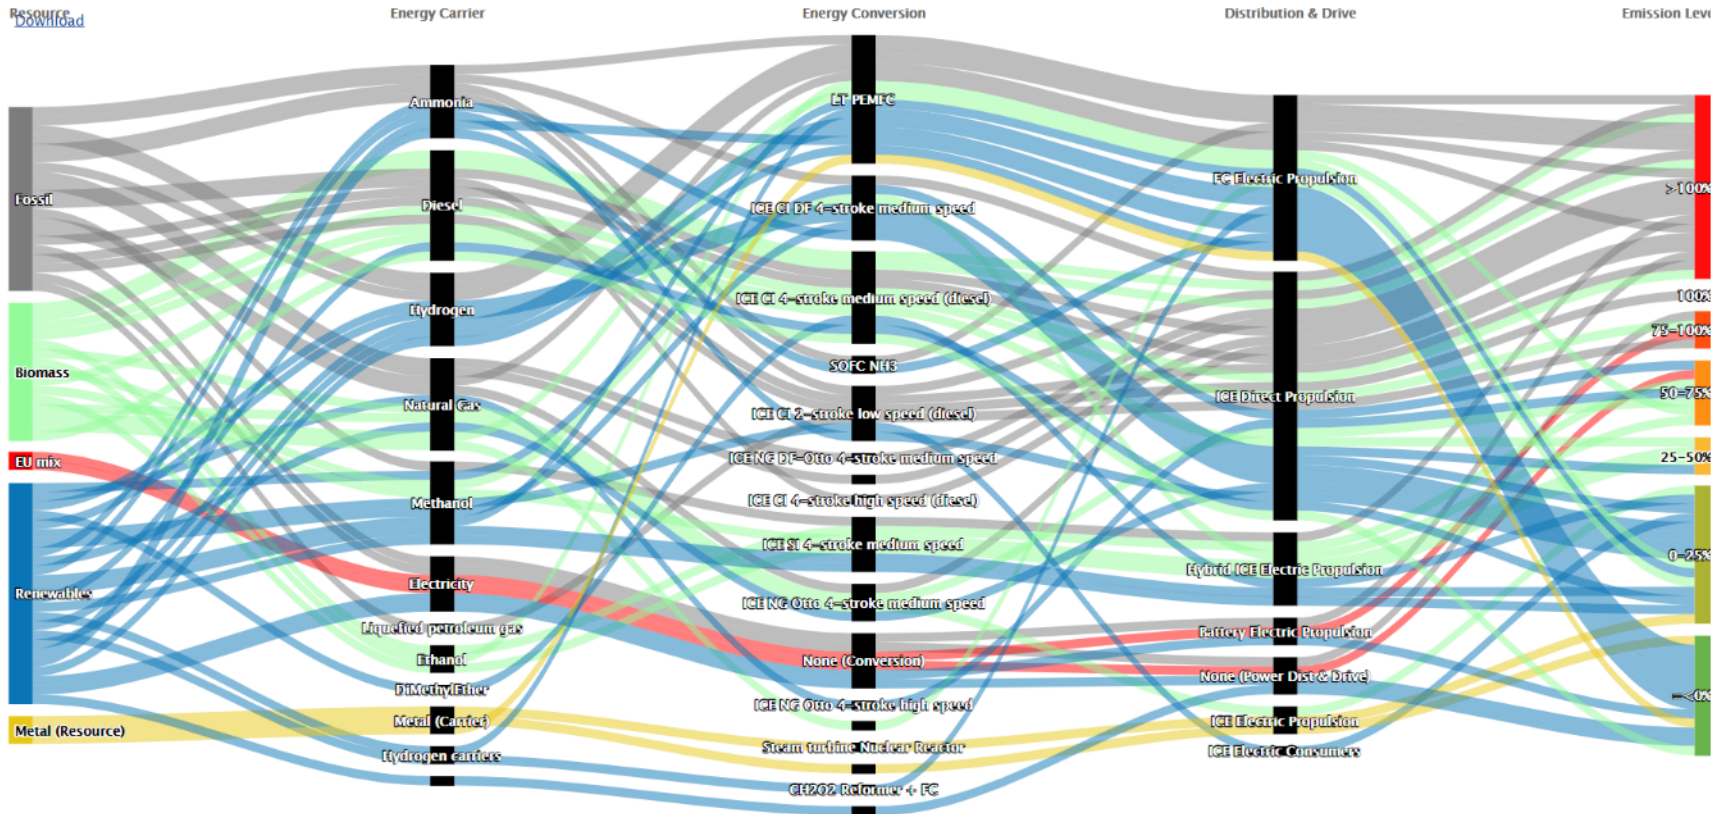 Resource
Energy Carrier
Energy Conversion
Distribution & Drive
Emission Leve
Download
Ammonia
LT PEMFC
FC Electric Propulsion
>100%
Fossil
Diesel
ICE CI DF 4-stroke medium speed
Hydrogen
ICE CI 4-stroke medium speed (diesel)
100%
75-100%
Biomass
SOFC NH3
Natural Gas
ICE CI 2-stroke low speed (diesel)
ICE Direct Propulsion
50-75%
EU mix
ICE NG DF-Otto 4-stroke medium speed
25-50%
Methanol
ICE CI 4-stroke high speed (diesel)
ICE SI 4-stroke medium speed
Hybrid ICE Electric Propulsion
0-25%
Renewables
Electricity
ICE NG Otto 4-stroke medium speed
Liquefied petroleum gas
Battery Electric Propulsion
Ethanol
None (Conversion)
None (Power Dist & Drive)
DiMethylEther
ICE NG Otto 4-stroke high speed
=<0%
Metal (Resource)
Metal (Carrier)
ICE Electric Propulsion
Hydrogen carriers
Steam turbine Nuclear Reactor
ICE Electric Consumers
CH2O2 Reformer + FC